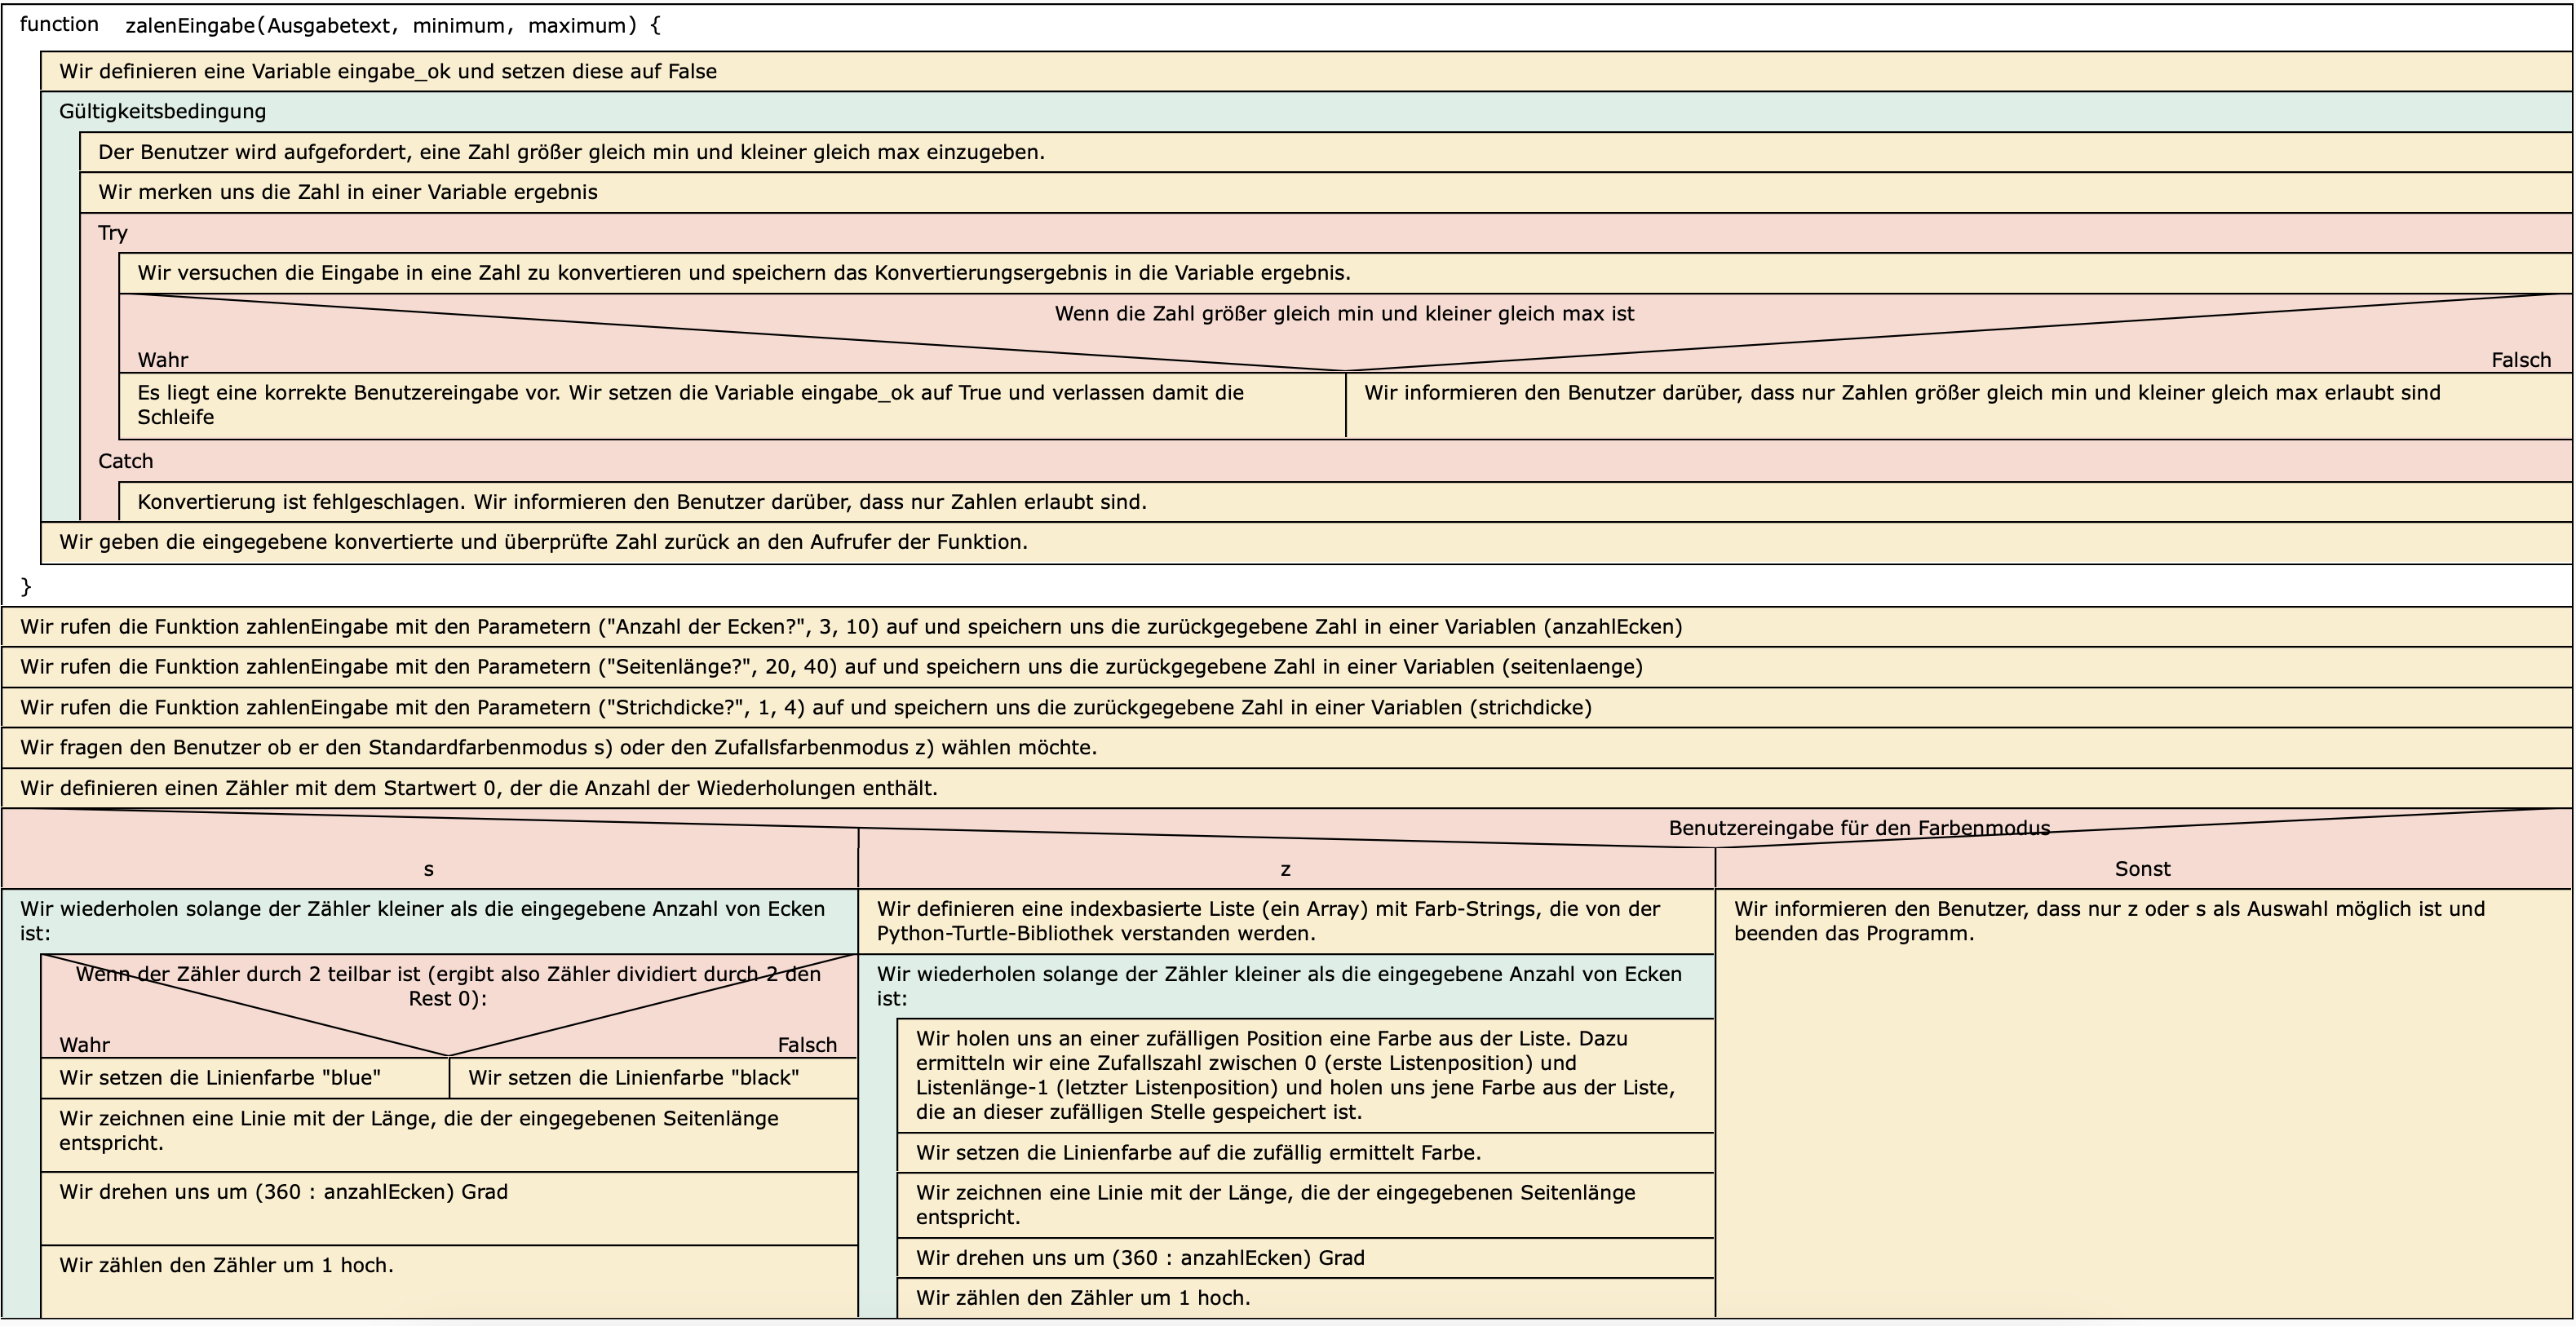 function zalenEingabe(Ausgabetext, minimum, maximum) {
Wir definieren eine Variable eingabe_ok und setzen diese auf False
Gültigkeitsbedingung
Der Benutzer wird aufgefordert, eine Zahl größer gleich min und kleiner gleich max einzugeben.
Wir merken uns die Zahl in einer Variable ergebnis
Try
Wir versuchen die Eingabe in eine Zahl zu konvertieren und speichern das Konvertierungsergebnis in die Variable ergebnis.
Wenn die Zahl größer gleich min und kleiner gleich max ist
Wahr
Falsch
Es liegt eine korrekte Benutzereingabe vor. Wir setzen die Variable eingabe_ok auf True und verlassen damit die
Schleife
Wir informieren den Benutzer darüber, dass nur Zahlen größer gleich min und kleiner gleich max erlaubt sind
Catch
Konvertierung ist fehlgeschlagen. Wir informieren den Benutzer darüber, dass nur Zahlen erlaubt sind.
Wir geben die eingegebene konvertierte und überprüfte Zahl zurück an den Aufrufer der Funktion.
}
Wir rufen die Funktion zahlenEingabe mit den Parametern ("Anzahl der Ecken?", 3, 10) auf und speichern uns die zurückgegebene Zahl in einer Variablen (anzahlEcken)
Wir rufen die Funktion zahlenEingabe mit den Parametern ("Seitenlänge?", 20, 40) auf und speichern uns die zurückgegebene Zahl in einer Variablen (seitenlaenge)
Wir rufen die Funktion zahlenEingabe mit den Parametern ("Strichdicke?", 1, 4) auf und speichern uns die zurückgegebene Zahl in einer Variablen (strichdicke)
Wir fragen den Benutzer ob er den Standardfarbenmodus s) oder den Zufallsfarbenmodus z) wählen möchte.
Wir definieren einen Zähler mit dem Startwert 0, der die Anzahl der Wiederholungen enthält.
Benutzereingabe für den Farbenmodus
s
z
Sonst
Wir wiederholen solange der Zähler kleiner als die eingegebene Anzahl von Ecken
ist:
Wenn der Zähler durch 2 teilbar ist (ergibt also Zähler dividiert durch 2 den
Rest 0):
Wahr
Falsch
Wir setzen die Linienfarbe "blue"
Wir setzen die Linienfarbe "black"
Wir zeichnen eine Linie mit der Länge, die der eingegebenen Seitenlänge
entspricht.
Wir drehen uns um (360 : anzahlEcken) Grad
Wir zählen den Zähler um 1 hoch.
Wir definieren eine indexbasierte Liste (ein Array) mit Farb-Strings, die von der
Python-Turtle-Bibliothek verstanden werden.
Wir wiederholen solange der Zähler kleiner als die eingegebene Anzahl von Ecken
ist:
Wir holen uns an einer zufälligen Position eine Farbe aus der Liste. Dazu
ermitteln wir eine Zufallszahl zwischen 0 (erste Listenposition) und
Listenlänge-1 (letzter Listenposition) und holen uns jene Farbe aus der Liste,
die an dieser zufälligen Stelle gespeichert ist.
Wir setzen die Linienfarbe auf die zufällig ermittelt Farbe.
Wir zeichnen eine Linie mit der Länge, die der eingegebenen Seitenlänge
entspricht.
Wir drehen uns um (360 : anzahlEcken) Grad
Wir zählen den Zähler um 1 hoch.
Wir informieren den Benutzer, dass nur z oder s als Auswahl möglich ist und
beenden das Programm.